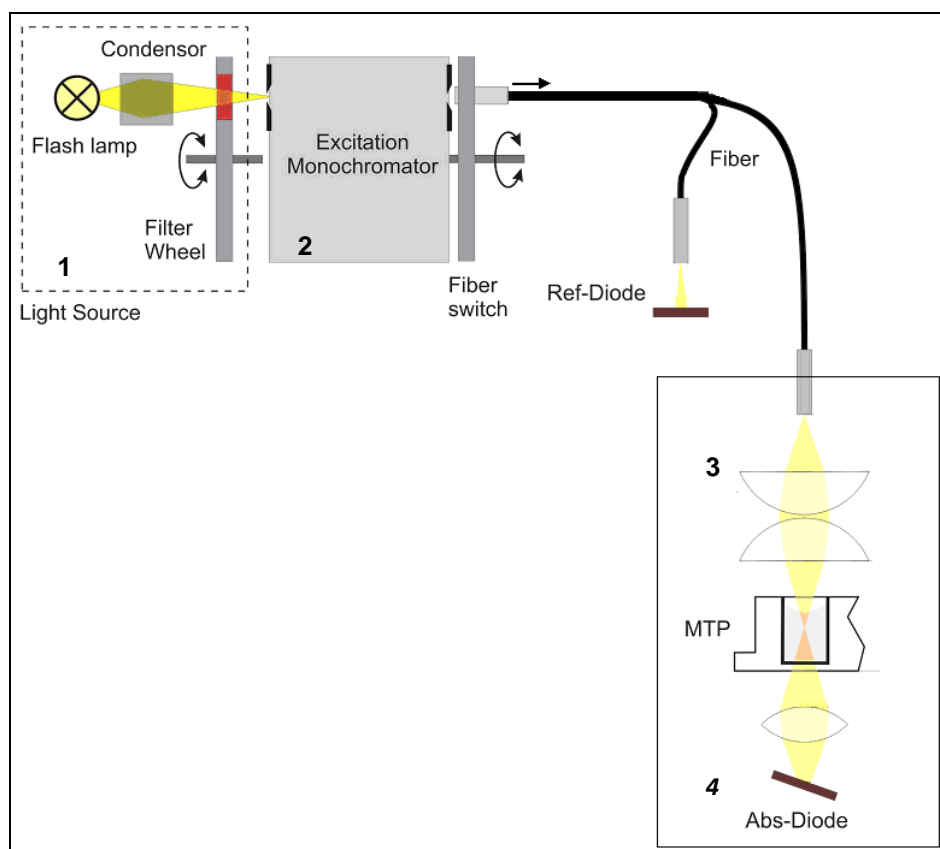 Condensor
Flash lamp
Filter
Wheel
1
Light Source
Excitation
Monochromator
2
Fiber
switch
Fiber
Ref-Diode
3
MTP
4
Abs-Diode